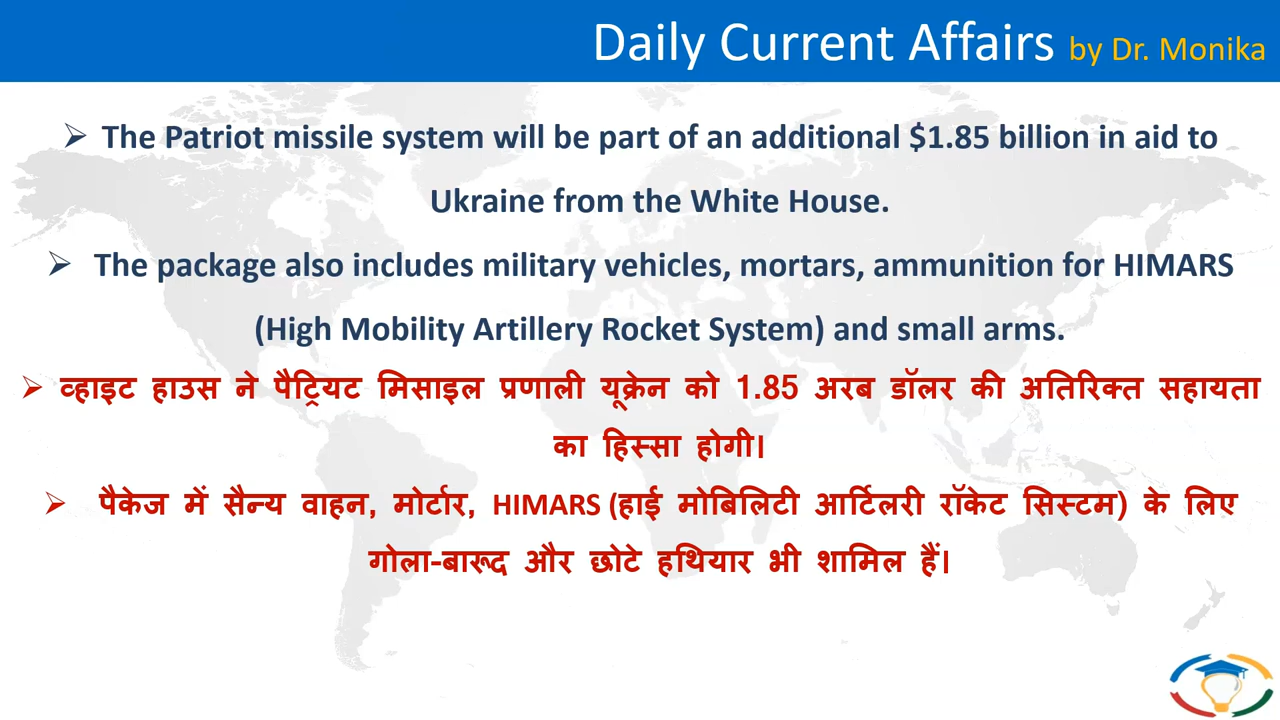 Daily Current Affairs by Dr. Monika
➢ The Patriot missile system will be part of an additional $1.85 billion in aid to
Ukraine from the White House.
➢ The package also includes military vehicles, mortars, ammunition for HIMARS
(High Mobility Artillery Rocket System) and small arms.
➢ व्हाइट हाउस ने पैट्रियट मिसाइल प्रणाली यूक्रेन को 1.85 अरब डॉलर की अतिरिक्त सहायता
का हिस्सा होगी।
➢ पैकेज में सैन्य वाहन, मोर्टार, HIMARS (हाई मोबिलिटी आर्टिलरी रॉकेट सिस्टम) के लिए
गोला-बारूद और छोटे हथियार भी शामिल हैं।